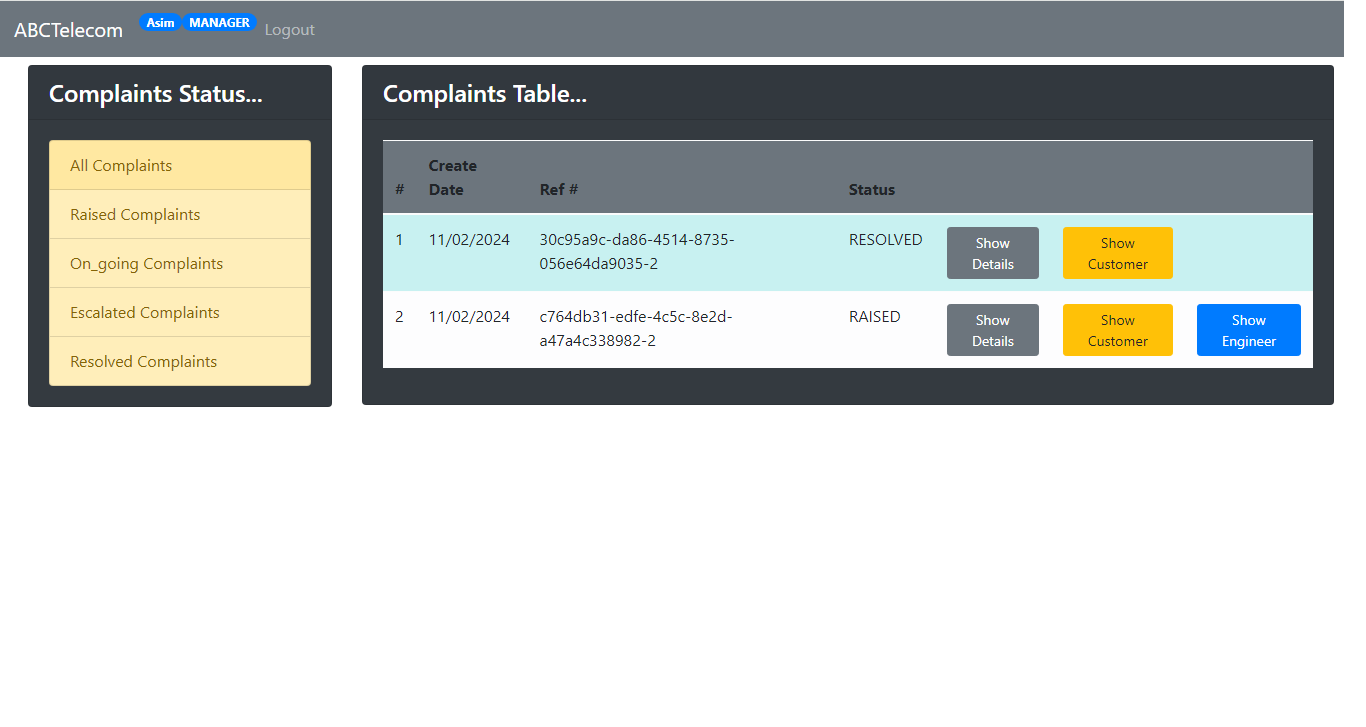 ABCTelecom Asim MANAGER Logout
Complaints Status...
All Complaints
Raised Complaints
On_going Complaints
Escalated Complaints
Resolved Complaints
Complaints Table...
# Create Date Ref # Status
1 11/02/2024 30c95a9c-da86-4514-8735- RESOLVED Show Customer Show Details
056e64da9035-2
2 11/02/2024 c764db31-edfe-4c5c-8e2d- RAISED Show Details Show Customer Show Engineer
a47a4c338982-2